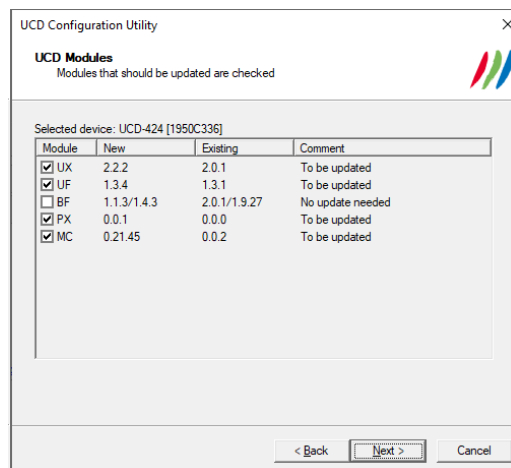 UCD Configuration Utility
UCD Modules
Modules that should be updated are checked
Selected device: UCD-424 [1950C336]
Module New Existing Comment
UX 2.2.2 2.0.1 To be updated
UF 1.3.4 1.3.1 To be updated
BF 1.1.3/1.4.3 2.0.1/1.9.27 No update needed
PX 0.0.1 0.0.0 To be updated
MC 0.21.45 0.0.2 To be updated
< Back Next > Cancel